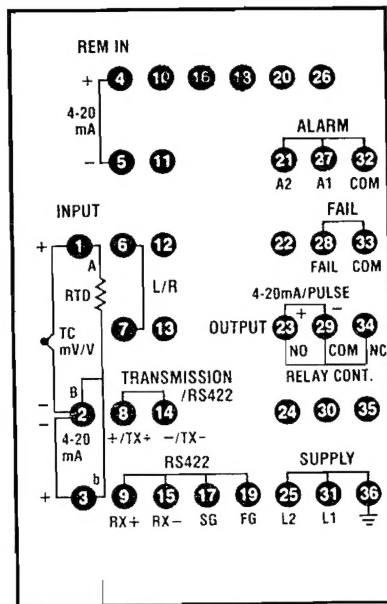 REM IN
+ 4 10 16 18 20 26
4-20
mA
ALARM
- 5 11 21 27 32
A2 A1 COM
INPUT
FAIL
+ 1 6 12 22 28 33
A FAIL COM
RTD L/R
4-20mA/PULSE
+ -
7 13 OUTPUT 23 29 34
TC
mV/V
NO COM NC
TRANSMISSION
/RS422
RELAY CONT.
B
- 2 8 14 24 30 35
-
+/TX+ -/TX-
4-20
mA
RS422 SUPPLY
b
+ 3 9 15 17 19 25 31 36
RX+ RX- SG FG L2 L1